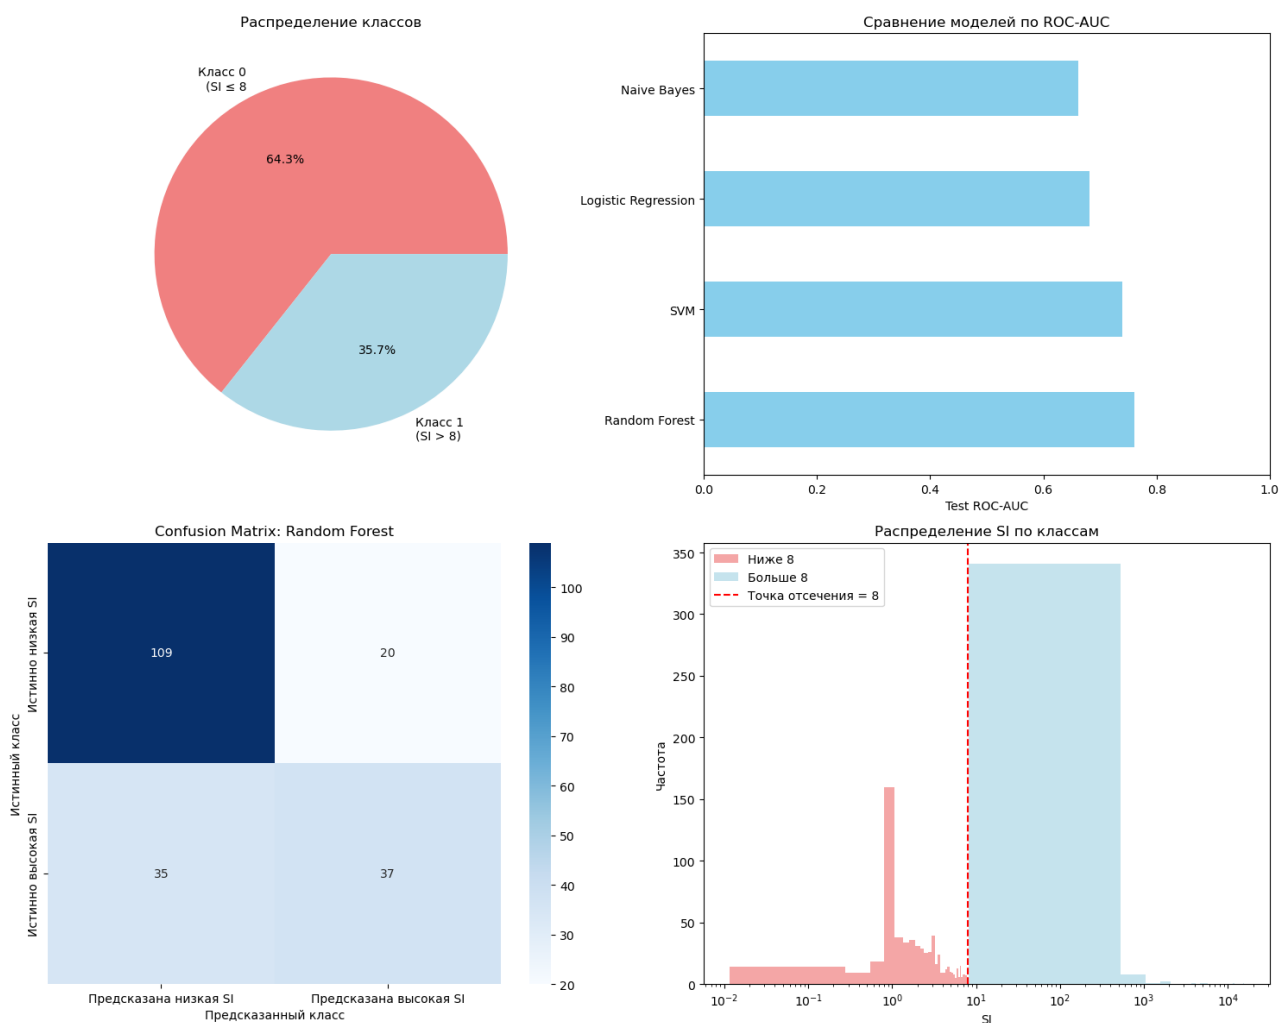 Распределение классов
Класс 0
(SI ≤ 8
64.3%
35.7%
Класс 1
(SI > 8)
Сравнение моделей по ROC-AUC
Naive Bayes
Logistic Regression
SVM
Random Forest
0.0 0.2 0.4 0.6 0.8 1.0
Test ROC-AUC
Confusion Matrix: Random Forest
Истинный класс
Истинно низкая SI
Истинно высокая SI
109 20
35 37
Предсказана низкая SI Предсказана высокая SI
Предсказанный класс
100
90
80
70
60
50
40
30
20
Распределение SI по классам
Ниже 8
Больше 8
Точка отсечения = 8
Частота
350
300
250
200
150
100
50
0
10⁻² 10⁻¹ 10⁰ 10¹ 10² 10³ 10⁴
SI